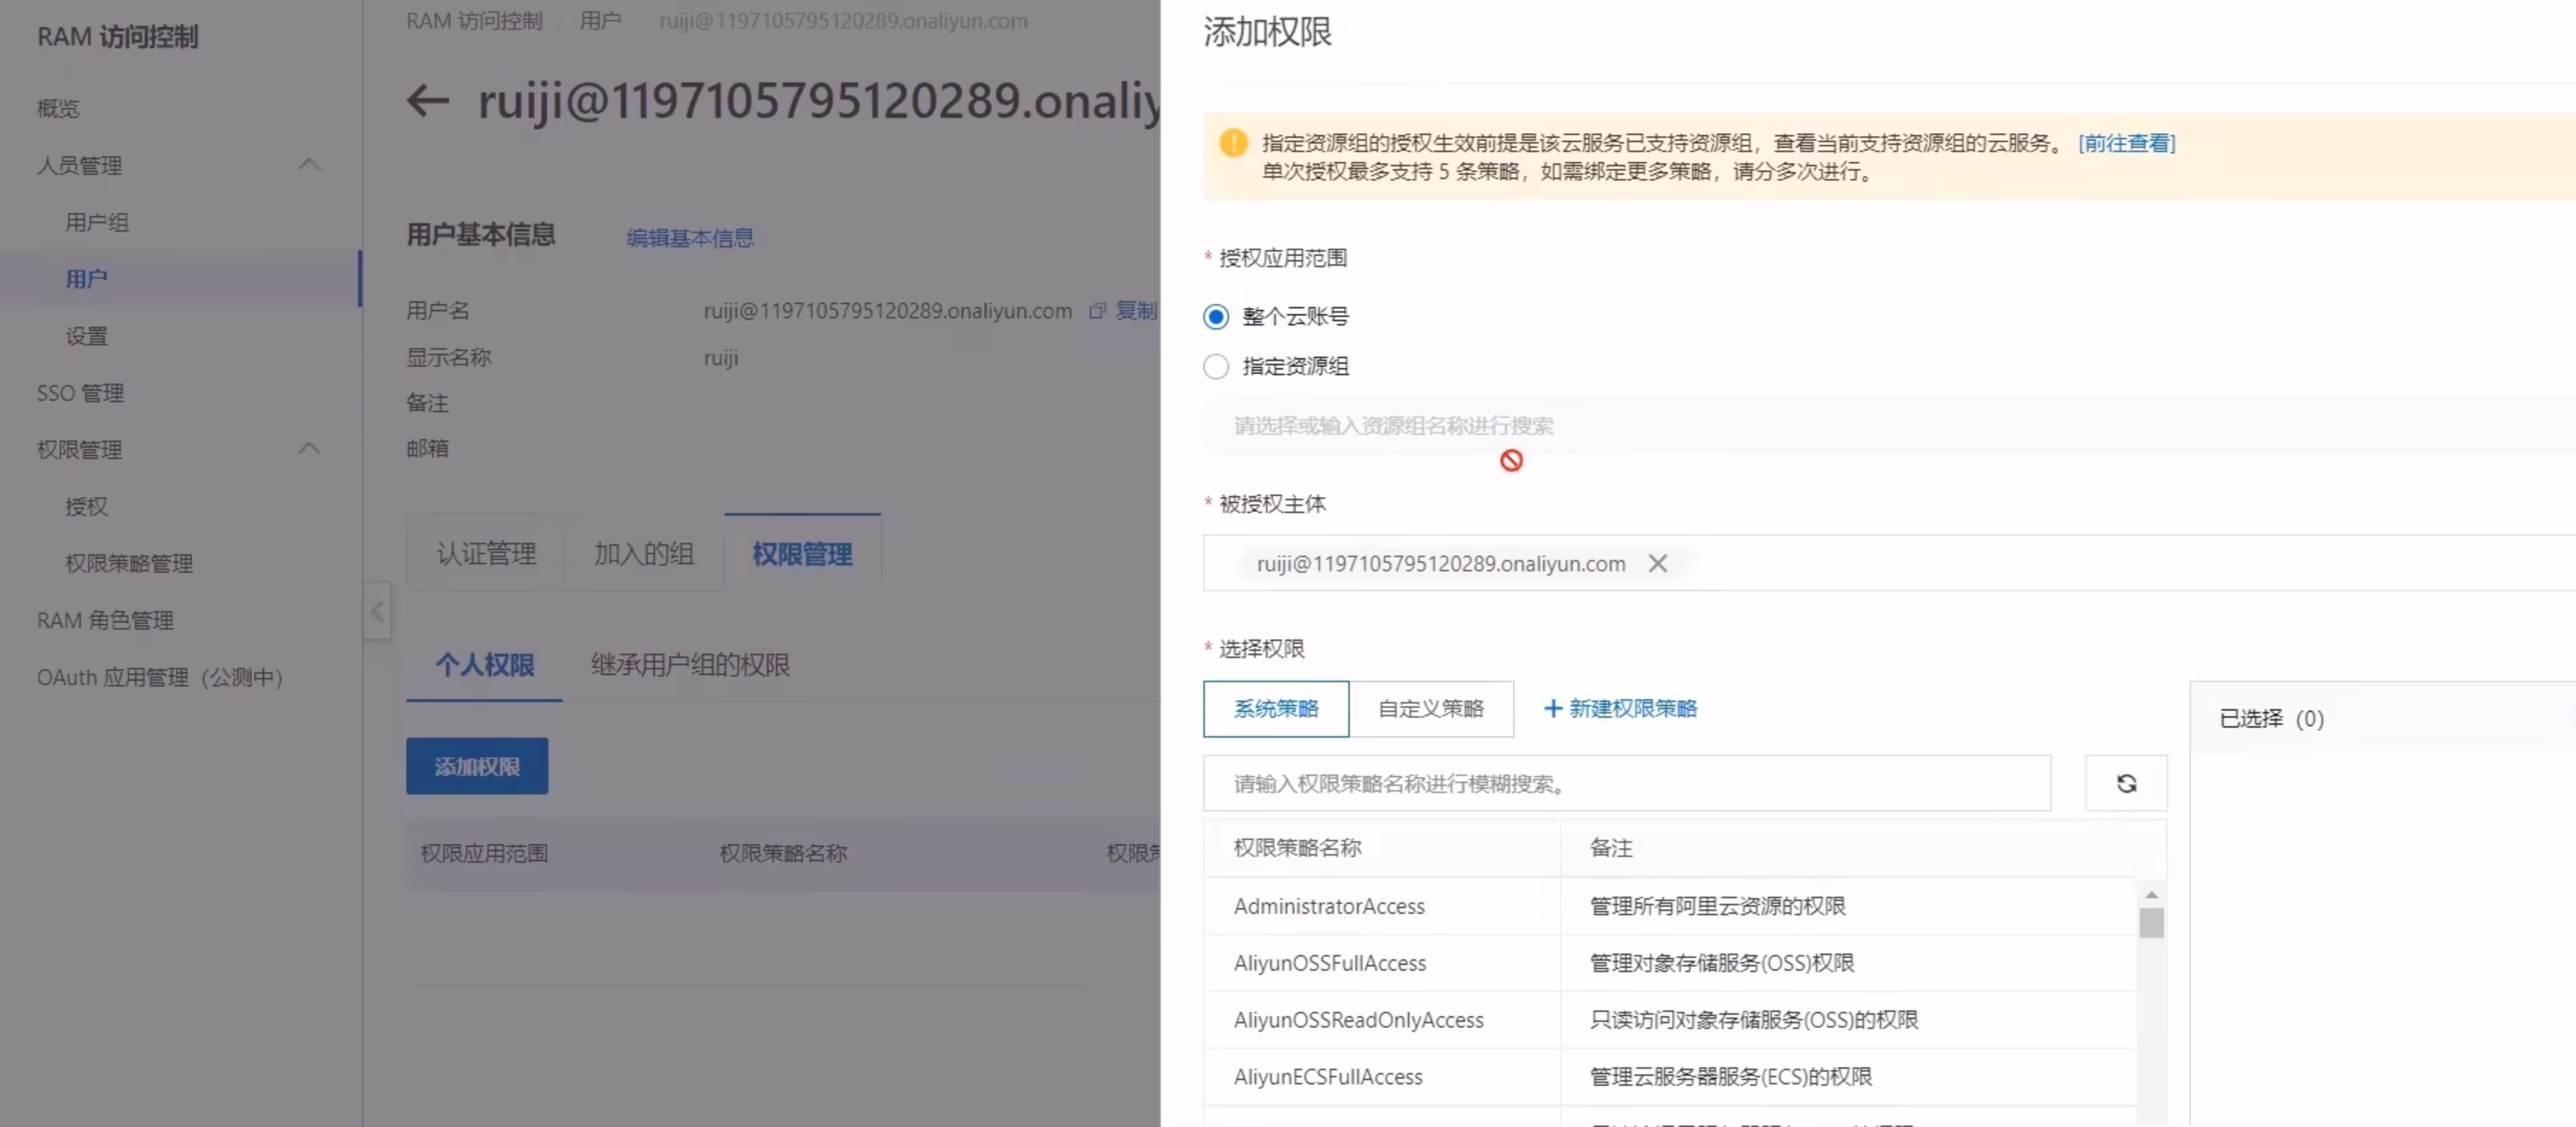 RAM 访问控制
概览
人员管理
用户组
用户
设置
SSO 管理
权限管理
授权
权限策略管理
RAM 角色管理
OAuth 应用管理（公测中）
RAM 访问控制 / 用户 / ruiji@1197105795120289.onaliyun.com
ruiji@1197105795120289.onaliy
用户基本信息 编辑基本信息
用户名 ruiji@1197105795120289.onaliyun.com 复制
显示名称 ruiji
备注
邮箱
认证管理 加入的组 权限管理
个人权限 继承用户组的权限
添加权限
权限应用范围 权限策略名称 权限
添加权限
指定资源组的授权生效前提是该云服务已支持资源组，查看当前支持资源组的云服务。 [前往查看]
单次授权最多支持 5 条策略，如需绑定更多策略，请分多次进行。
* 授权应用范围
整个云账号
指定资源组
请选择或输入资源组名称进行搜索
* 被授权主体
ruiji@1197105795120289.onaliyun.com
* 选择权限
系统策略 自定义策略 + 新建权限策略
请输入权限策略名称进行模糊搜索。
权限策略名称 备注
AdministratorAccess 管理所有阿里云资源的权限
AliyunOSSFullAccess 管理对象存储服务(OSS)权限
AliyunOSSReadOnlyAccess 只读访问对象存储服务(OSS)的权限
AliyunECSFullAccess 管理云服务器服务(ECS)的权限
已选择 (0)